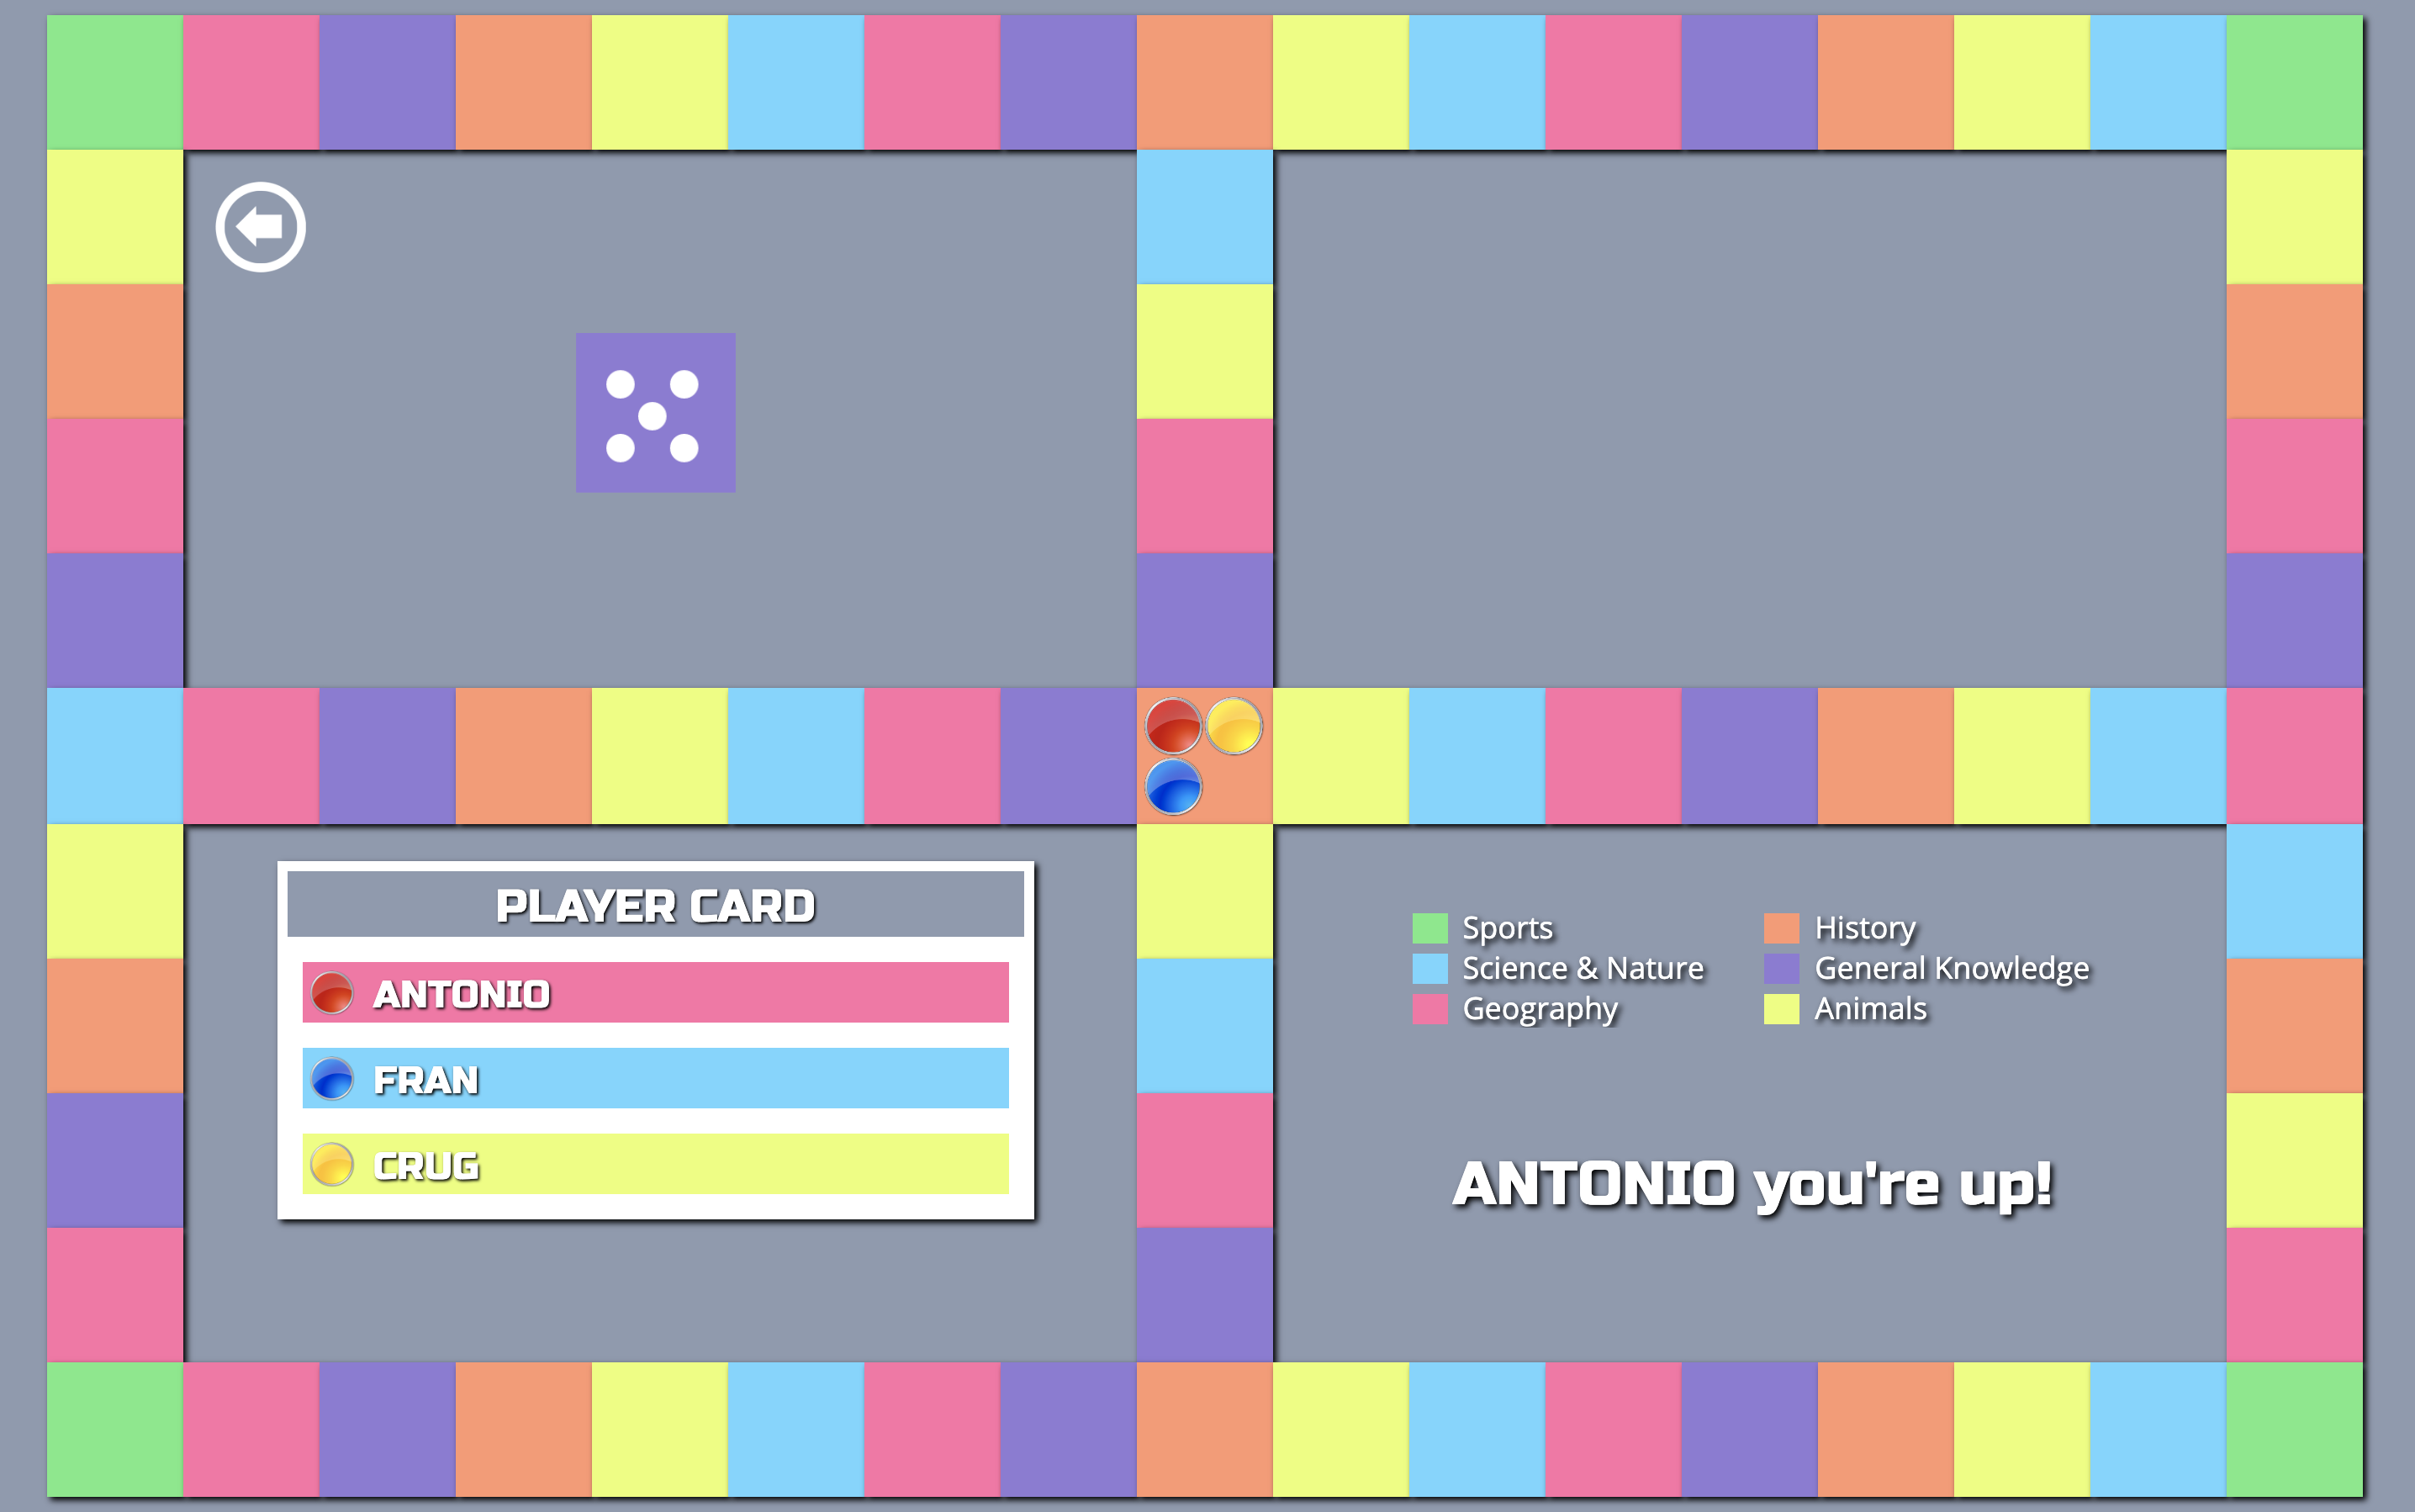 PLAYER CARD
ANTONIO
FRAN
CRUG
Sports
History
Science & Nature
General Knowledge
Geography
Animals
ANTONIO you're up!